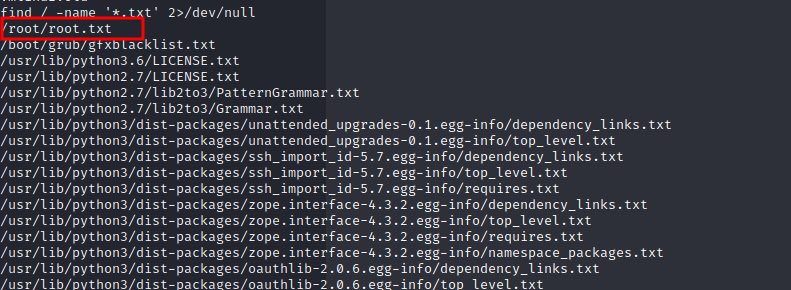 find / -name '*.txt' 2>/dev/null
/root/root.txt
/boot/grub/gfxblacklist.txt
/usr/lib/python3.6/LICENSE.txt
/usr/lib/python2.7/LICENSE.txt
/usr/lib/python2.7/lib2to3/PatternGrammar.txt
/usr/lib/python2.7/lib2to3/Grammar.txt
/usr/lib/python3/dist-packages/unattended_upgrades-0.1.egg-info/dependency_links.txt
/usr/lib/python3/dist-packages/unattended_upgrades-0.1.egg-info/top_level.txt
/usr/lib/python3/dist-packages/ssh_import_id-5.7.egg-info/dependency_links.txt
/usr/lib/python3/dist-packages/ssh_import_id-5.7.egg-info/top_level.txt
/usr/lib/python3/dist-packages/ssh_import_id-5.7.egg-info/requires.txt
/usr/lib/python3/dist-packages/zope.interface-4.3.2.egg-info/dependency_links.txt
/usr/lib/python3/dist-packages/zope.interface-4.3.2.egg-info/top_level.txt
/usr/lib/python3/dist-packages/zope.interface-4.3.2.egg-info/requires.txt
/usr/lib/python3/dist-packages/zope.interface-4.3.2.egg-info/namespace_packages.txt
/usr/lib/python3/dist-packages/oauthlib-2.0.6.egg-info/dependency_links.txt
/usr/lib/python3/dist-packages/oauthlib-2.0.6.egg-info/top_level.txt